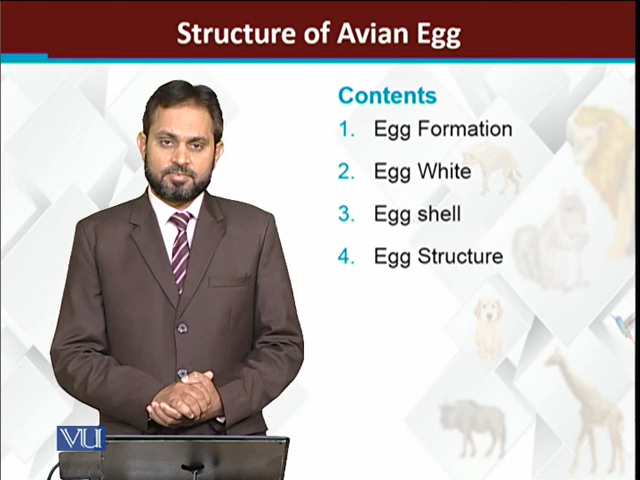 Structure of Avian Egg
Contents
1. Egg Formation
2. Egg White
3. Egg shell
4. Egg Structure
VU